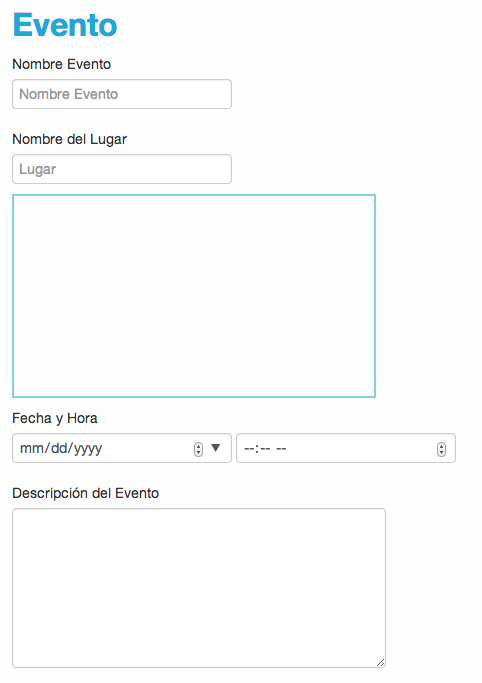 Evento
Nombre Evento
Nombre Evento
Nombre del Lugar
Lugar
Fecha y Hora
mm/dd/yyyy --:-- --
Descripción del Evento